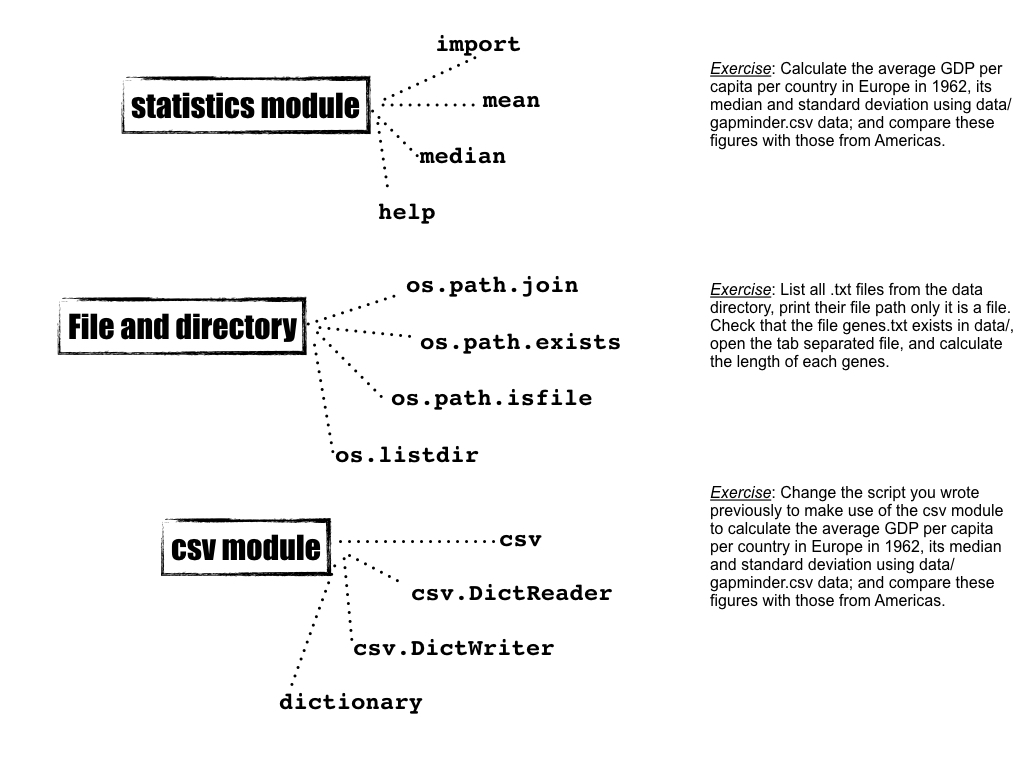 import
statistics module
mean
median
help
Exercise: Calculate the average GDP per
capita per country in Europe in 1962, its
median and standard deviation using data/
gapminder.csv data; and compare these
figures with those from Americas.
os.path.join
File and directory
os.path.exists
os.path.isfile
os.listdir
Exercise: List all .txt files from the data
directory, print their file path only it is a file.
Check that the file genes.txt exists in data/,
open the tab separated file, and calculate
the length of each genes.
csv module
csv
csv.DictReader
csv.DictWriter
dictionary
Exercise: Change the script you wrote
previously to make use of the csv module
to calculate the average GDP per capita
per country in Europe in 1962, its median
and standard deviation using data/
gapminder.csv data; and compare these
figures with those from Americas.